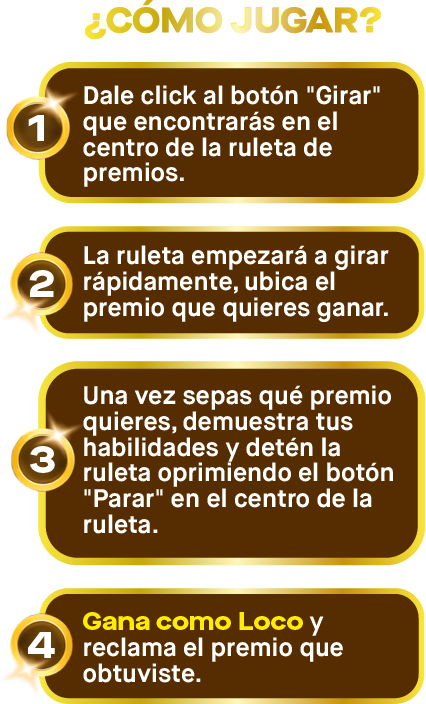 ¿CÓMO JUGAR?
1
Dale click al botón "Girar"
que encontrarás en el
centro de la ruleta de
premios.
2
La ruleta empezará a girar
rápidamente, ubica el
premio que quieres ganar.
3
Una vez sepas qué premio
quieres, demuestra tus
habilidades y detén la
ruleta oprimiendo el botón
"Parar" en el centro de la
ruleta.
4
Gana como Loco y
reclama el premio que
obtuviste.